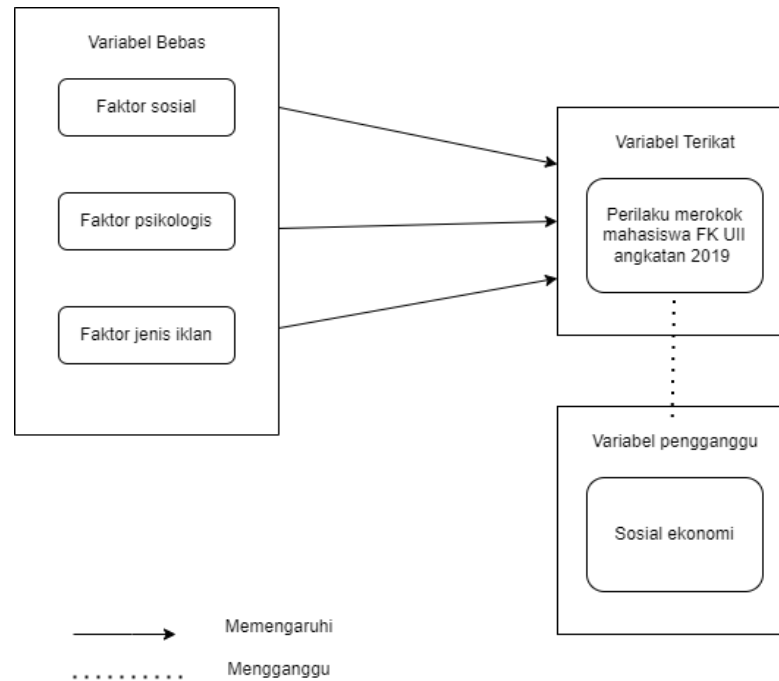 Variabel Bebas
Faktor sosial
Faktor psikologis
Faktor jenis iklan
Variabel Terikat
Perilaku merokok
mahasiswa FK UII
angkatan 2019
Variabel pengganggu
Sosial ekonomi
Memengaruhi
Mengganggu